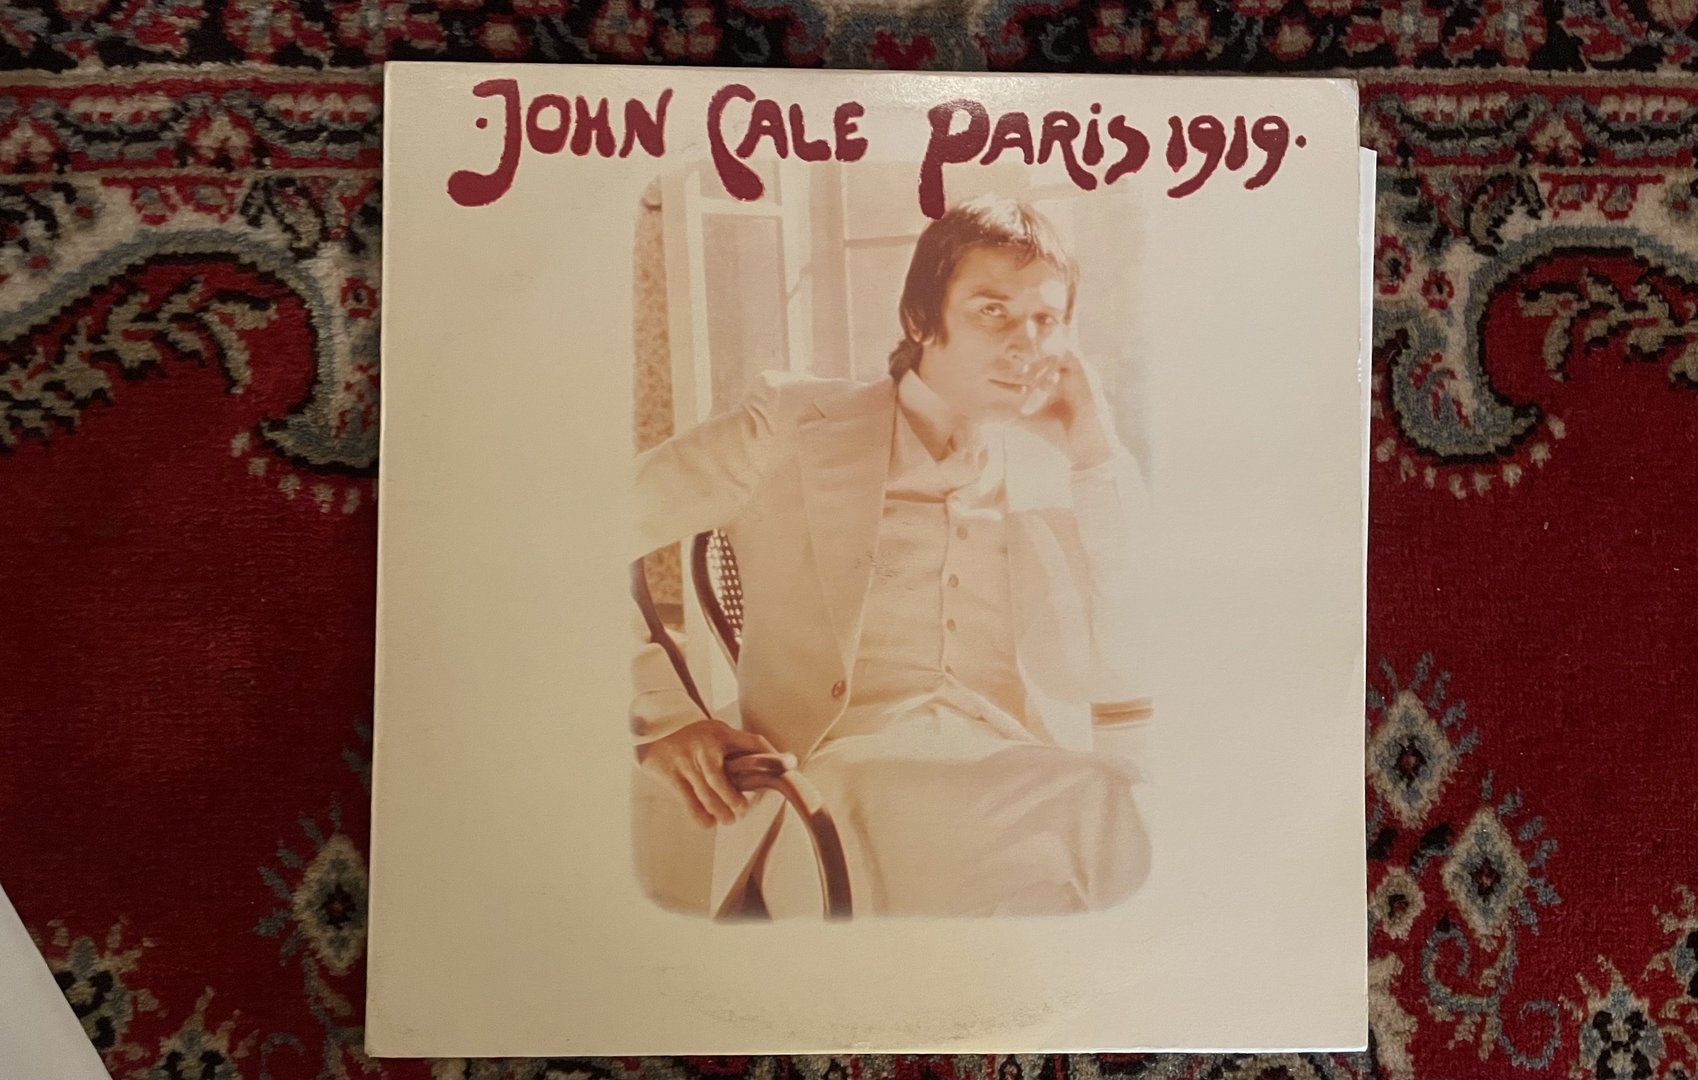 ·JOHN CALE PARiS 1919·